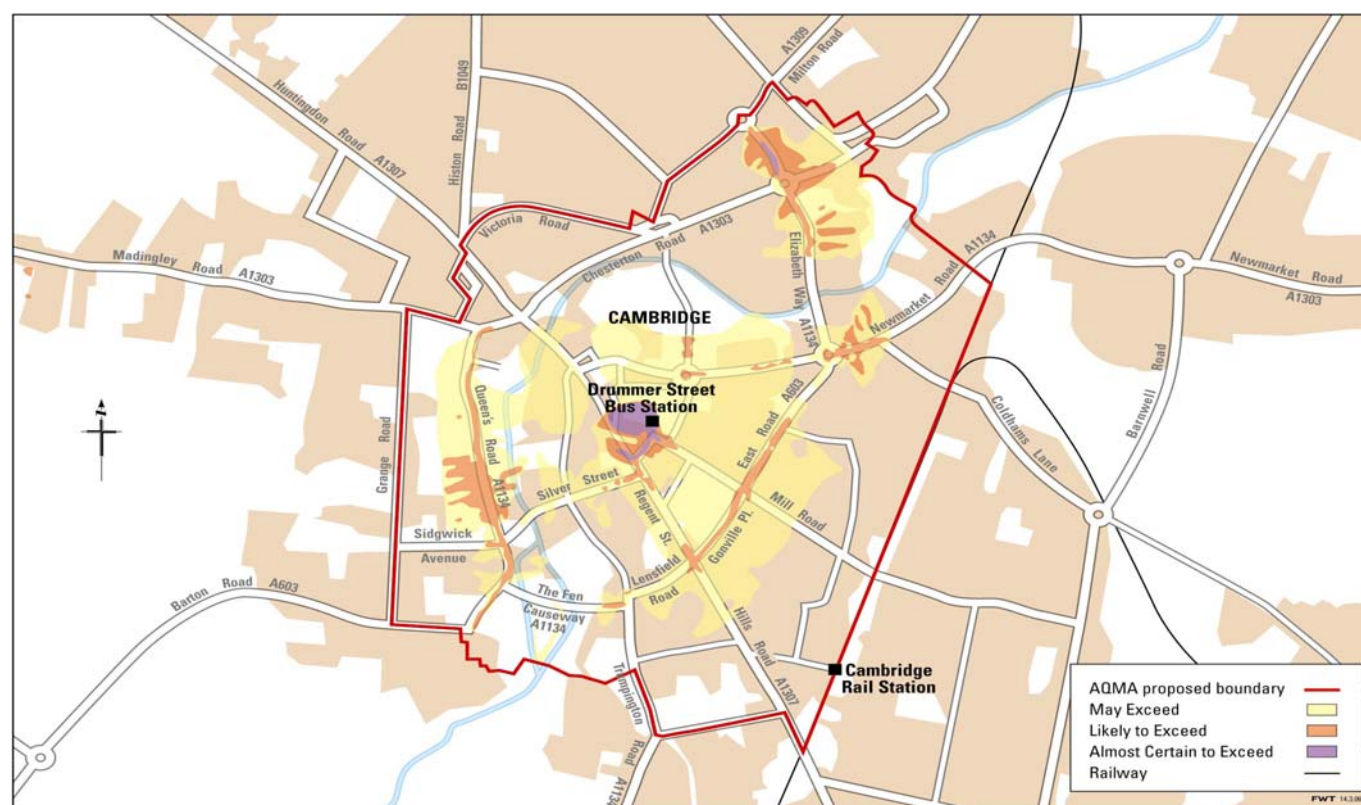 A1309
Milton Road
Histon Road B1049
Huntingdon Road A1307
Victoria Road
Chesterton Road A1303
Elizabeth Way A1134
Newmarket Road A1134
Newmarket Road
A1303
Madingley Road A1303
CAMBRIDGE
Drummer Street
Bus Station
Queen's Road A1134
Grange Road
East Road A603
Coldhams Lane
Barnwell Road
Silver Street
Regent St.
Mill Road
Gonville Pl.
Sidgwick
Avenue
Lensfield
Road
The Fen
Causeway
A1134
Barton Road A603
Hills Road A1307
Trumpington
Road
A1134
Cambridge
Rail Station
N
AQMA proposed boundary
May Exceed
Likely to Exceed
Almost Certain to Exceed
Railway
FWT